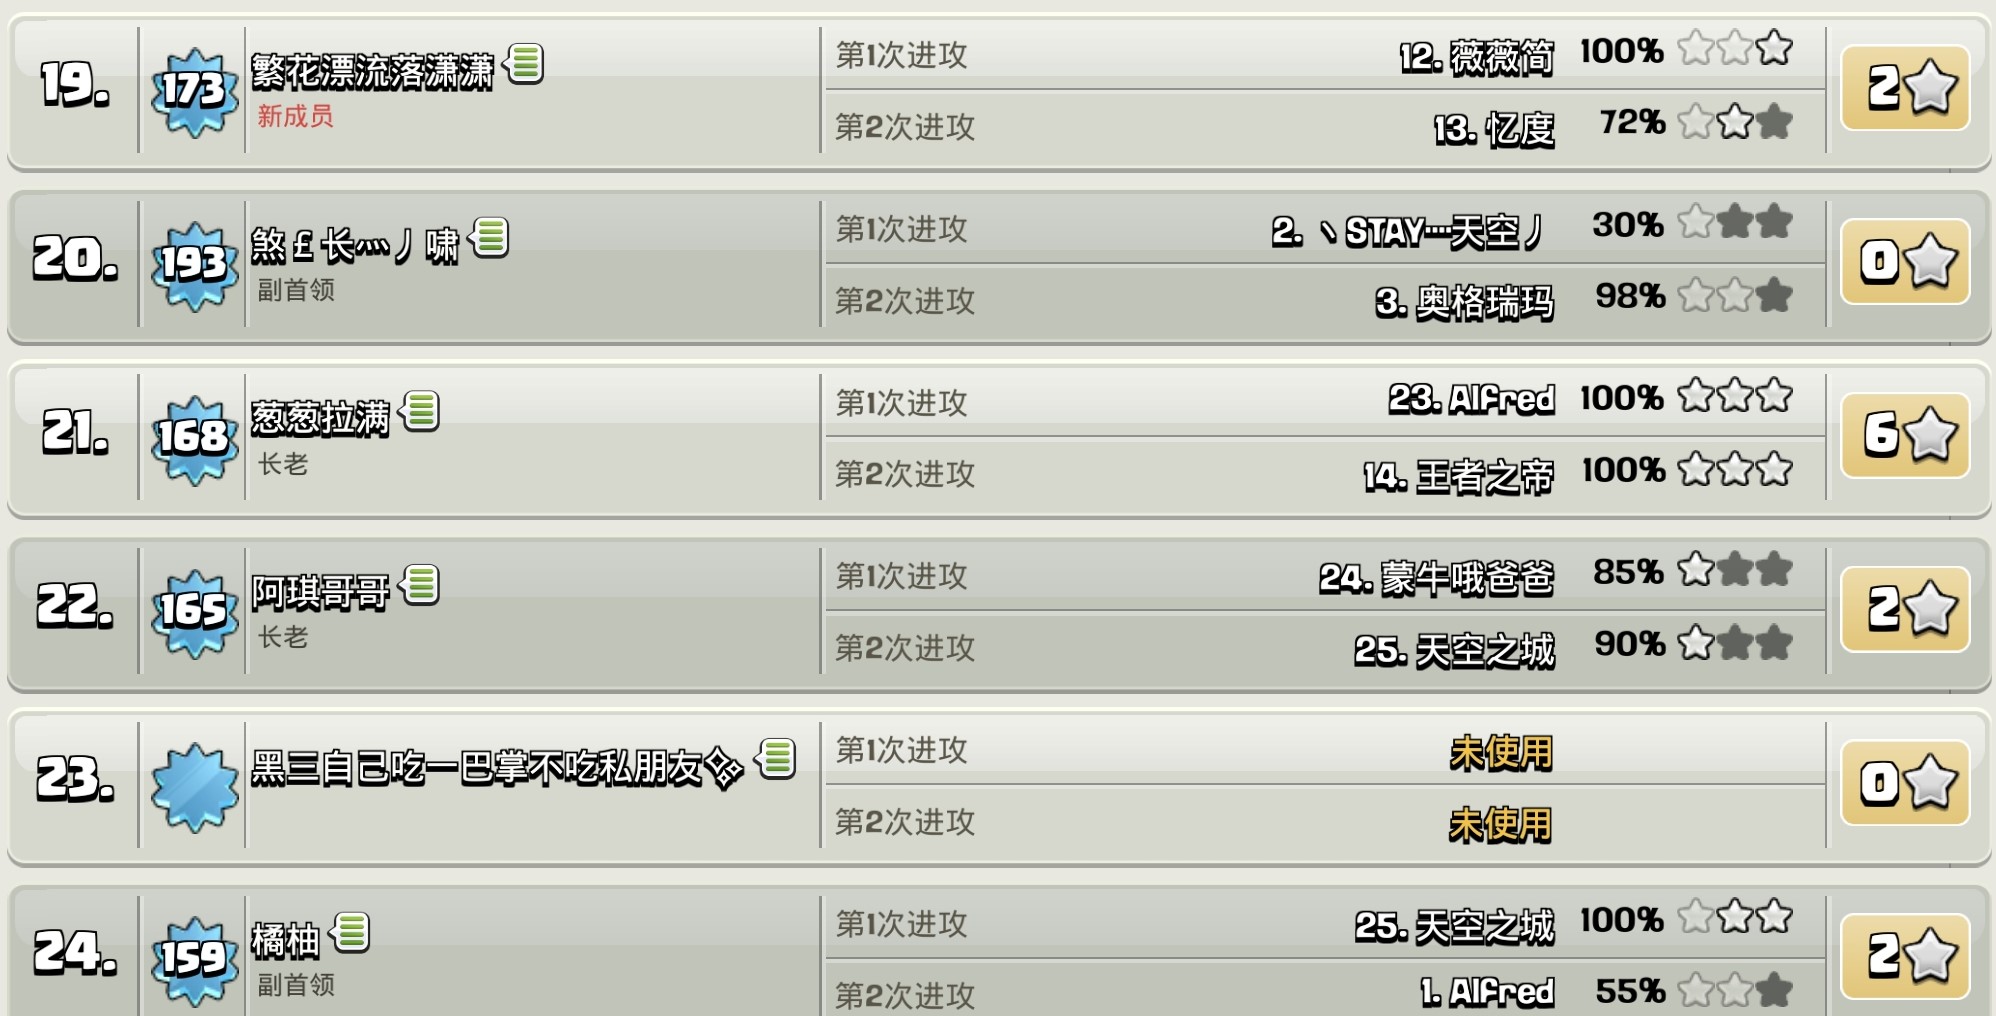 19. 173 繁花漂流落潇潇 第1次进攻 12. 薇薇简 100% 2
新成员 第2次进攻 13. 忆度 72%
20. 193 煞￡长灬丿啸 第1次进攻 2. 丶STAY┈天空丿 30% 0
副首领 第2次进攻 3. 奥格瑞玛 98%
21. 168 葱葱拉满 第1次进攻 23. Alfred 100% 6
长老 第2次进攻 14. 王者之帝 100%
22. 165 阿琪哥哥 第1次进攻 24. 蒙牛哦爸爸 85% 2
长老 第2次进攻 25. 天空之城 90%
23. 黑三自己吃一巴掌不吃私朋友✧ 第1次进攻 未使用 0
第2次进攻 未使用
24. 159 橘柚 第1次进攻 25. 天空之城 100% 2
副首领 第2次进攻 1. Alfred 55%